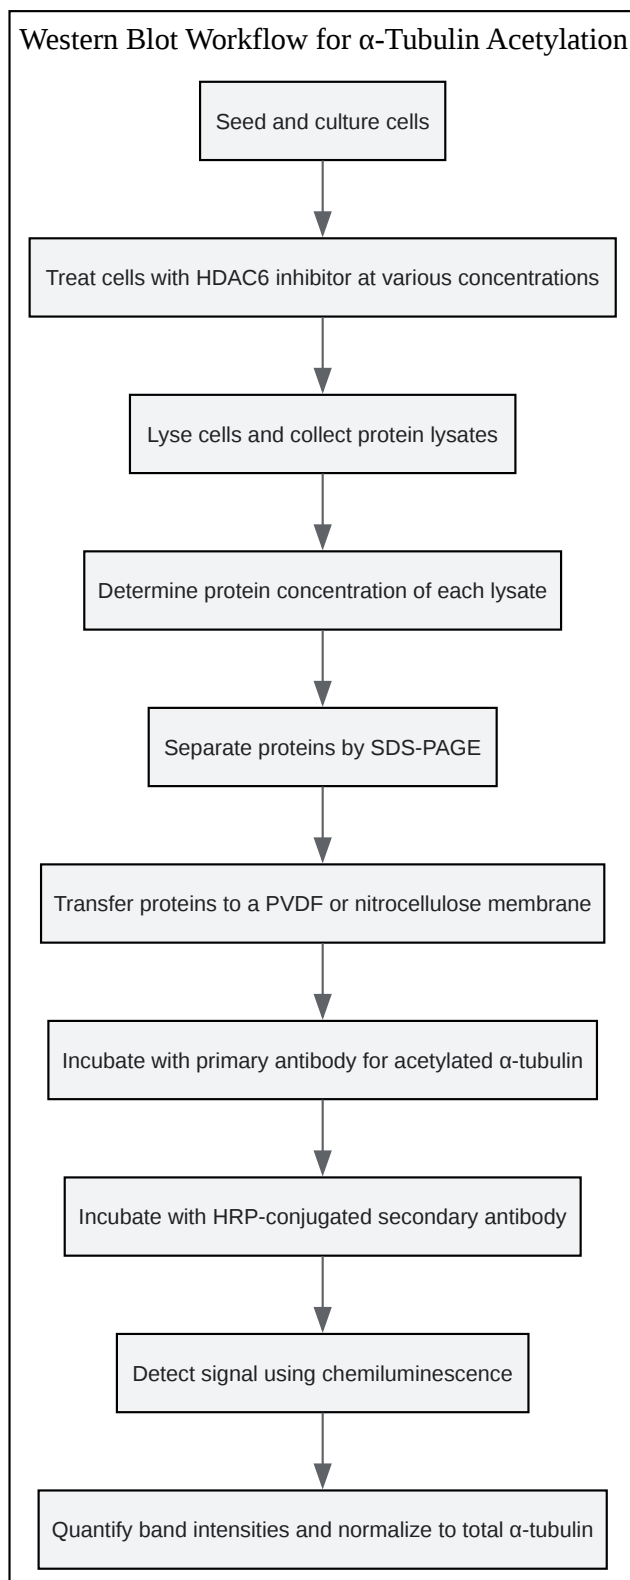 Western Blot Workflow for α-Tubulin Acetylation
Seed and culture cells
Treat cells with HDAC6 inhibitor at various concentrations
Lyse cells and collect protein lysates
Determine protein concentration of each lysate
Separate proteins by SDS-PAGE
Transfer proteins to a PVDF or nitrocellulose membrane
Incubate with primary antibody for acetylated α-tubulin
Incubate with HRP-conjugated secondary antibody
Detect signal using chemiluminescence
Quantify band intensities and normalize to total α-tubulin